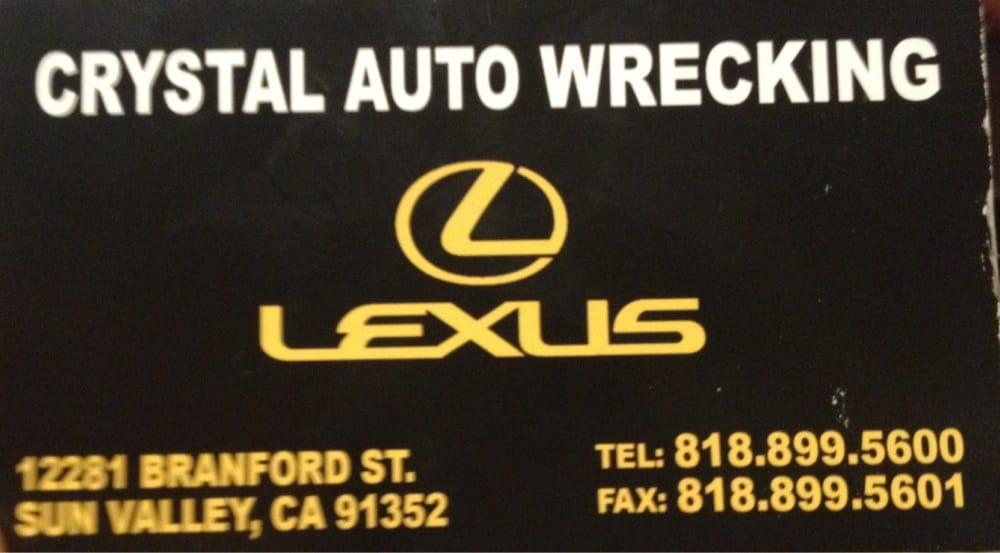 CRYSTAL AUTO WRECKING
LEXUS
12281 BRANFORD ST.
SUN VALLEY, CA 91352
TEL: 818.899.5600
FAX: 818.899.5601